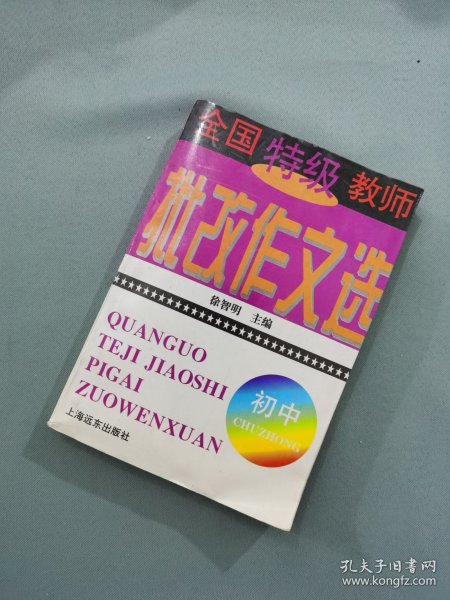 全国特级教师
批改作文选
徐智明 主编
★★★★★★★★★★★★★★★★★★★★★★★★
QUANGUO
TEJI JIAOSHI
PIGAI
ZUOWENXUAN
初中
CHUZHONG
上海远东出版社
孔夫子旧书网
www.kongfz.com